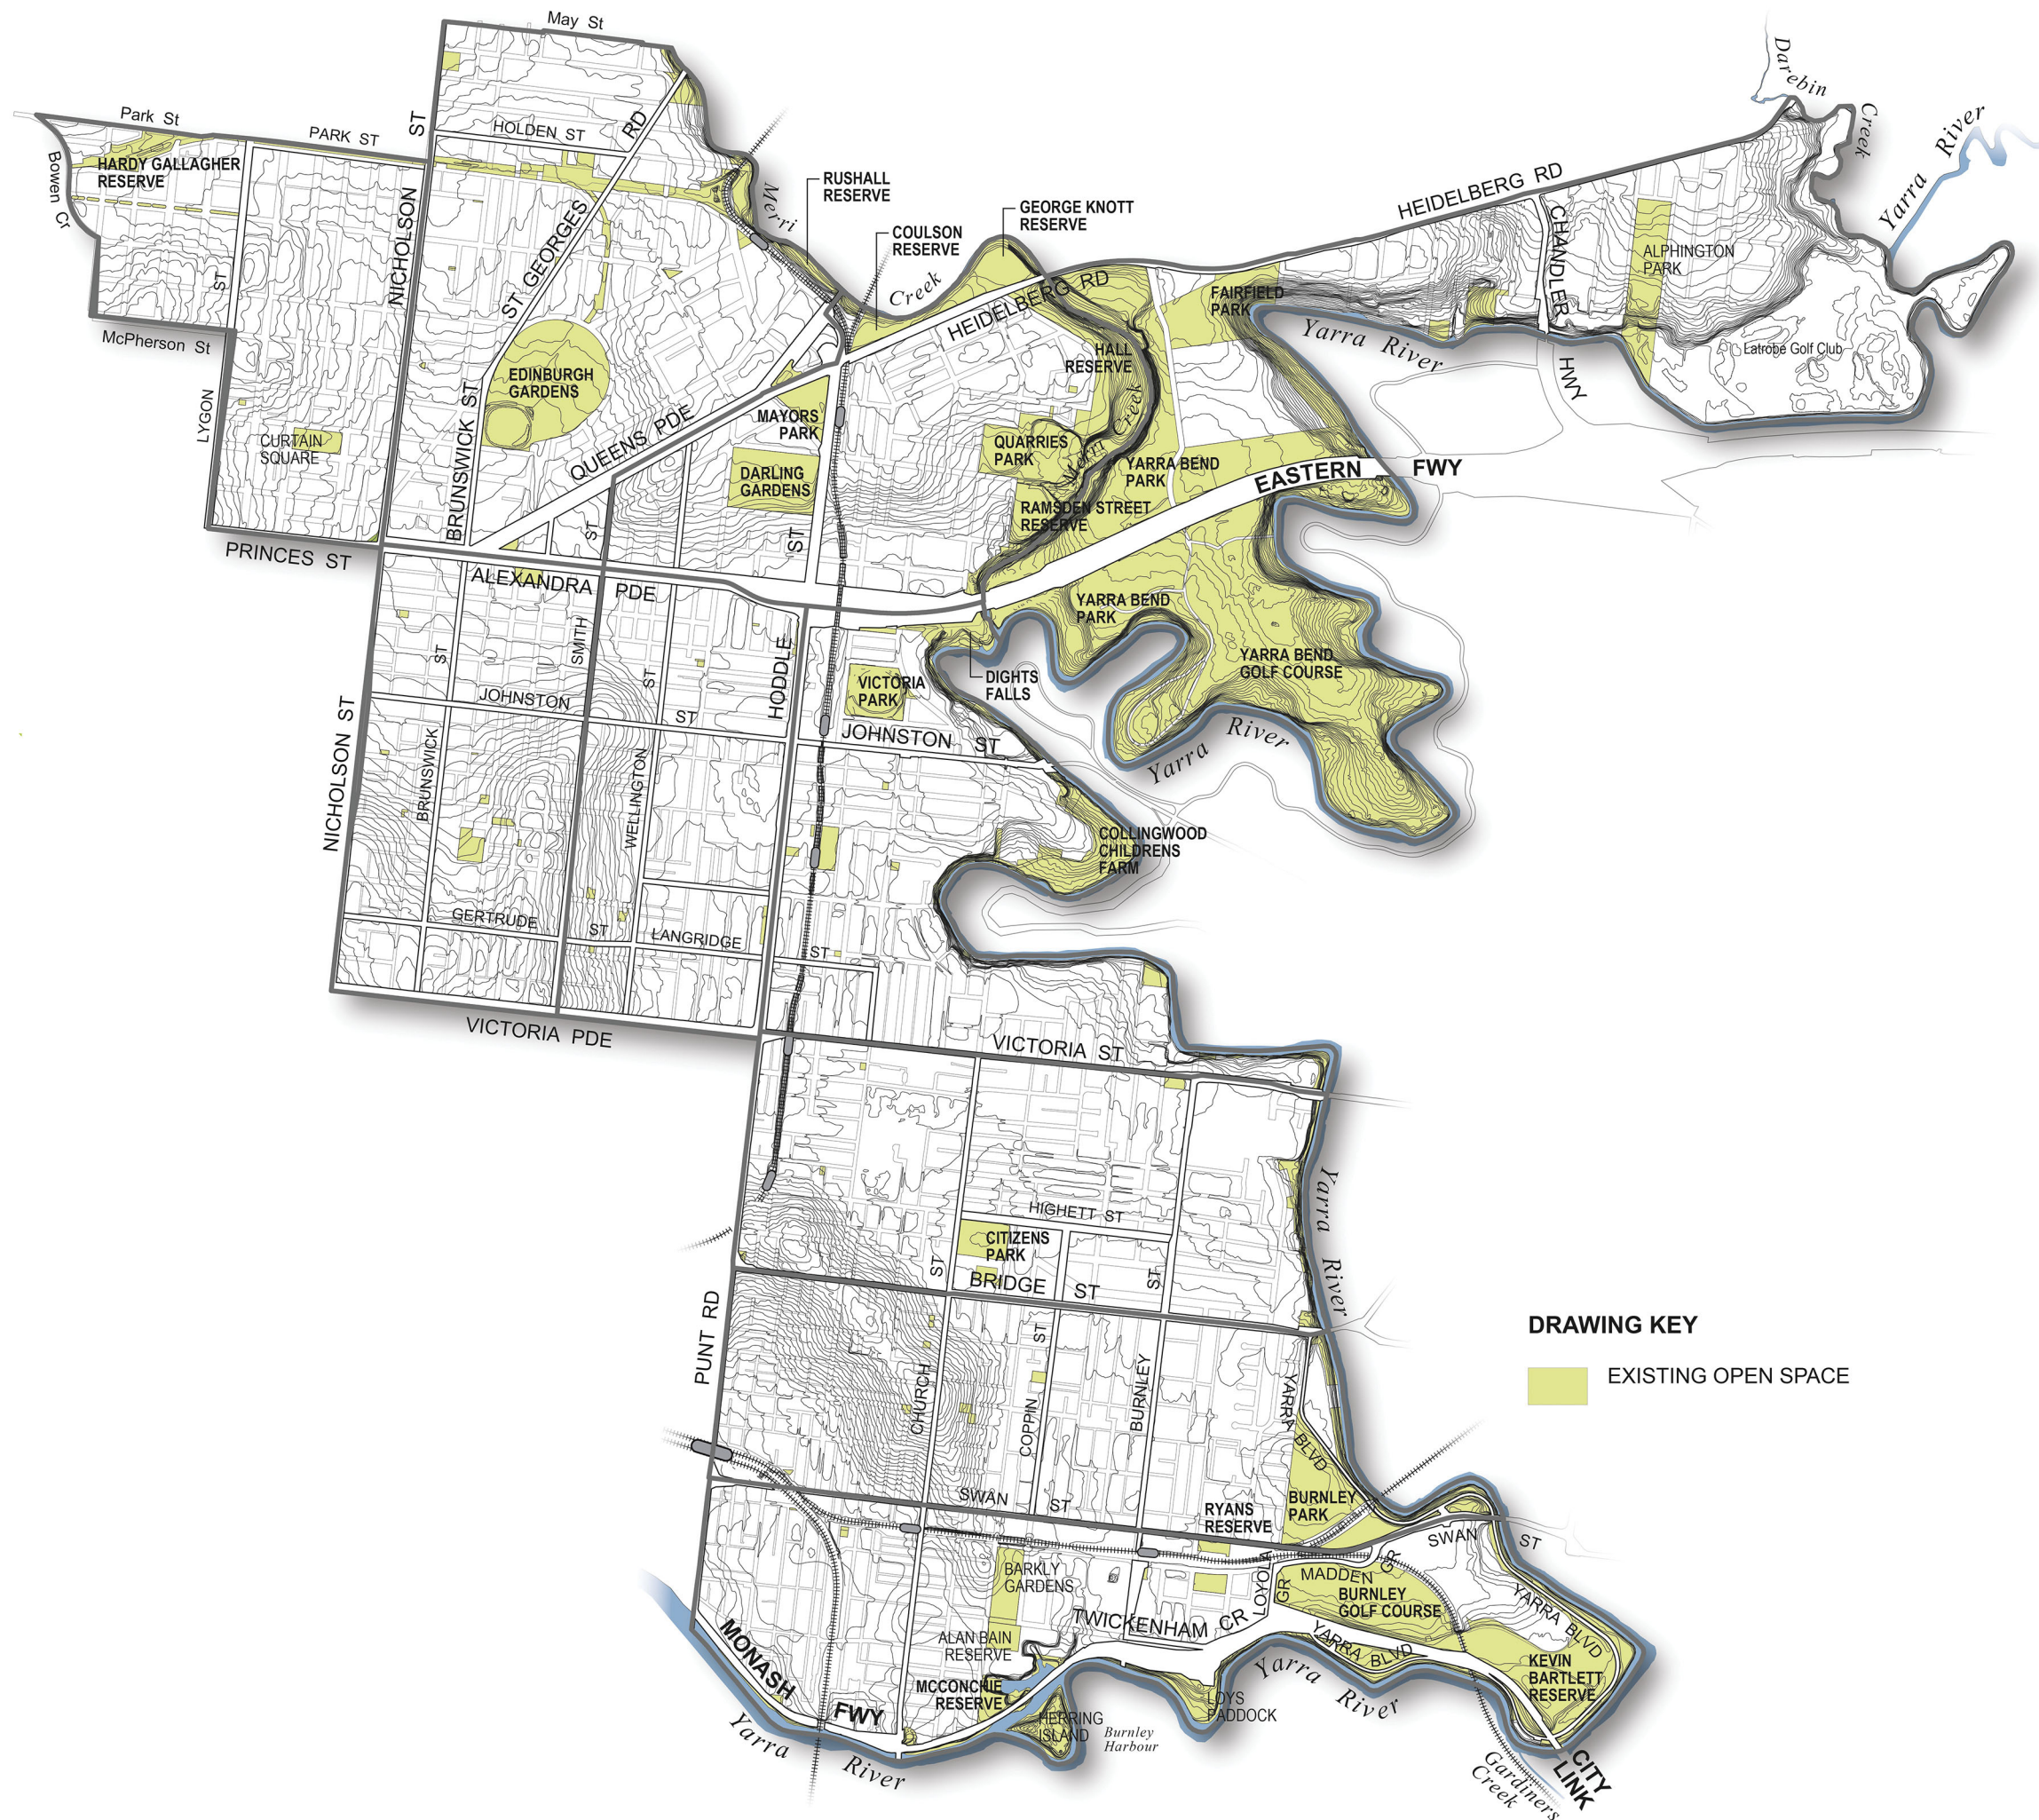 May St
Park St
PARK ST
HOLDEN ST
ST
RD
Bowen Cr
HARDY GALLAGHER
RESERVE
McPherson St
ST
LYGON
NICHOLSON
ST GEORGES
BRUNSWICK ST
EDINBURGH
GARDENS
CURTAIN
SQUARE
PRINCES ST
QUEENS PDE
Merri
Creek
RUSHALL
RESERVE
COULSON
RESERVE
GEORGE KNOTT
RESERVE
HEIDELBERG RD
HEIDELBERG RD
Darebin
Creek
Yarra River
CHANDLER
HWY
ALPHINGTON
PARK
Latrobe Golf Club
FAIRFIELD
PARK
Yarra River
HALL
RESERVE
Merri Creek
MAYORS
PARK
DARLING
GARDENS
QUARRIES
PARK
YARRA BEND
PARK
RAMSDEN STREET
RESERVE
EASTERN FWY
ST
ST
ALEXANDRA PDE
YARRA BEND
PARK
YARRA BEND
GOLF COURSE
DIGHTS
FALLS
VICTORIA
PARK
HODDLE
SMITH
ST
ST
JOHNSTON
ST
JOHNSTON ST
Yarra River
NICHOLSON ST
BRUNSWICK
WELLINGTON
COLLINGWOOD
CHILDRENS
FARM
GERTRUDE
ST
LANGRIDGE
ST
VICTORIA PDE
VICTORIA ST
Yarra River
HIGHETT ST
CITIZENS
PARK
BRIDGE ST
ST
ST
PUNT RD
CHURCH
COPPIN
ST
BURNLEY
YARRA
BLVD
DRAWING KEY
EXISTING OPEN SPACE
SWAN ST
RYANS
RESERVE
BURNLEY
PARK
SWAN ST
BARKLY
GARDENS
LOYOLA
GR
MADDEN
GR
BURNLEY
GOLF COURSE
YARRA BLVD
TWICKENHAM CR
ALAN BAIN
RESERVE
YARRA BLVD
KEVIN
BARTLETT
RESERVE
MONASH
FWY
MCCONCHIE
RESERVE
HERRING
ISLAND
Burnley
Harbour
LOYS
PADDOCK
Yarra River
Yarra River
Gardiners
Creek
CITY
LINK